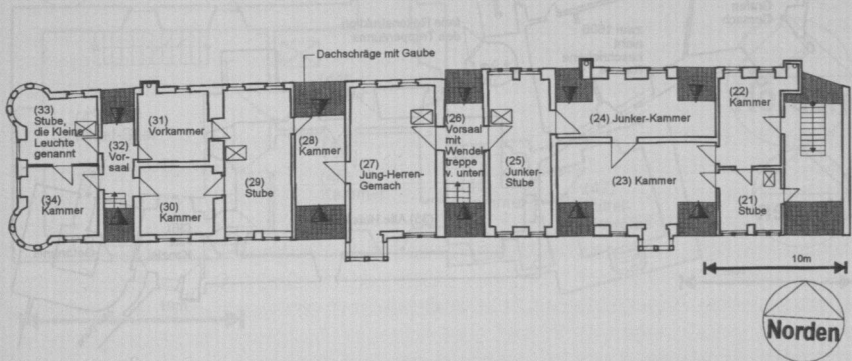 Dachschräge mit Gaube
(33)
Stube,
die Kleine
Leuchte
genannt
(32)
Vor-
saal
(31)
Vorkammer
(34)
Kammer
(30)
Kammer
(29)
Stube
(28)
Kammer
(27)
Jung-Herren-
Gemach
(26)
Vorsaal
mit
Wendel-
treppe
v. unten
(25)
Junker-
Stube
(24) Junker-Kammer
(23) Kammer
(22)
Kammer
(21)
Stube
10m
Norden